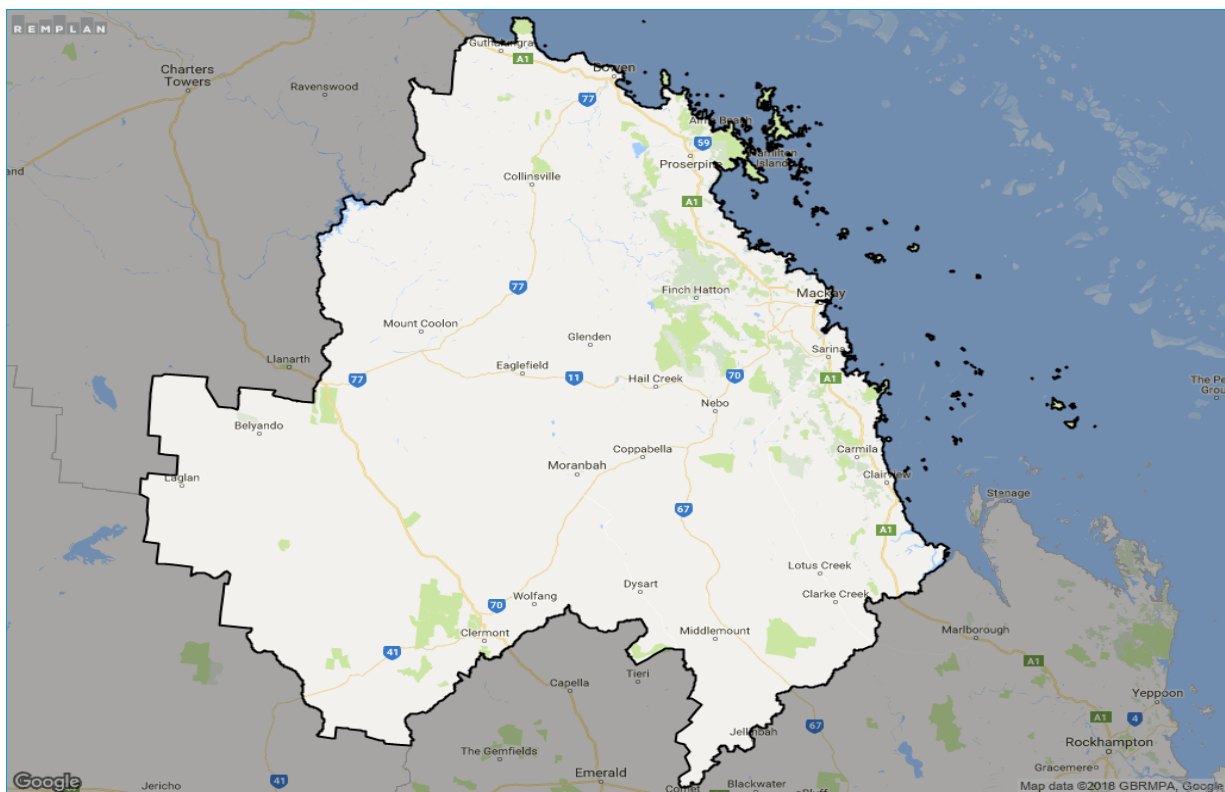 REMPLAN
Guthalungra
A1
Bowen
Charters
Towers
Ravenswood
77
Airlie Beach
59
Hamilton
Island
Proserpine
Collinsville
A1
77
Finch Hatton
Mackay
Mount Coolon
Glenden
Sarina
Llanarth
Eaglefield
77
11
Hail Creek
70
A1
Nebo
Belyando
Coppabella
Carmila
Moranbah
Laglan
Clairview
Stanage
67
A1
Lotus Creek
Dysart
Clarke Creek
Wolfang
70
Clermont
Middlemount
Marlborough
41
A1
Tieri
Capella
Yeppoon
A1
4
67
Jellinbah
Rockhampton
The Gemfields
Gracemere
Emerald
41
Google
Jericho
Comet
Blackwater
Map data ©2018 GBRMPA, Google